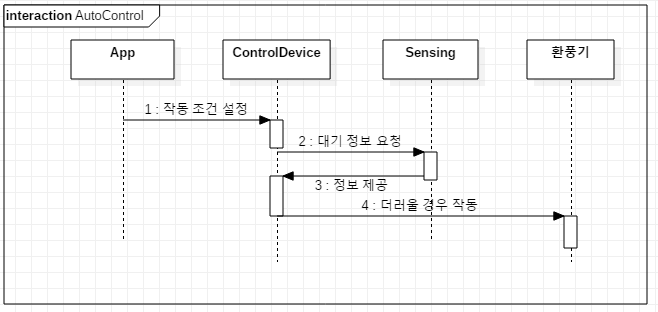 interaction AutoControl
App
ControlDevice
Sensing
환풍기
1 : 작동 조건 설정
2 : 대기 정보 요청
3 : 정보 제공
4 : 더러울 경우 작동